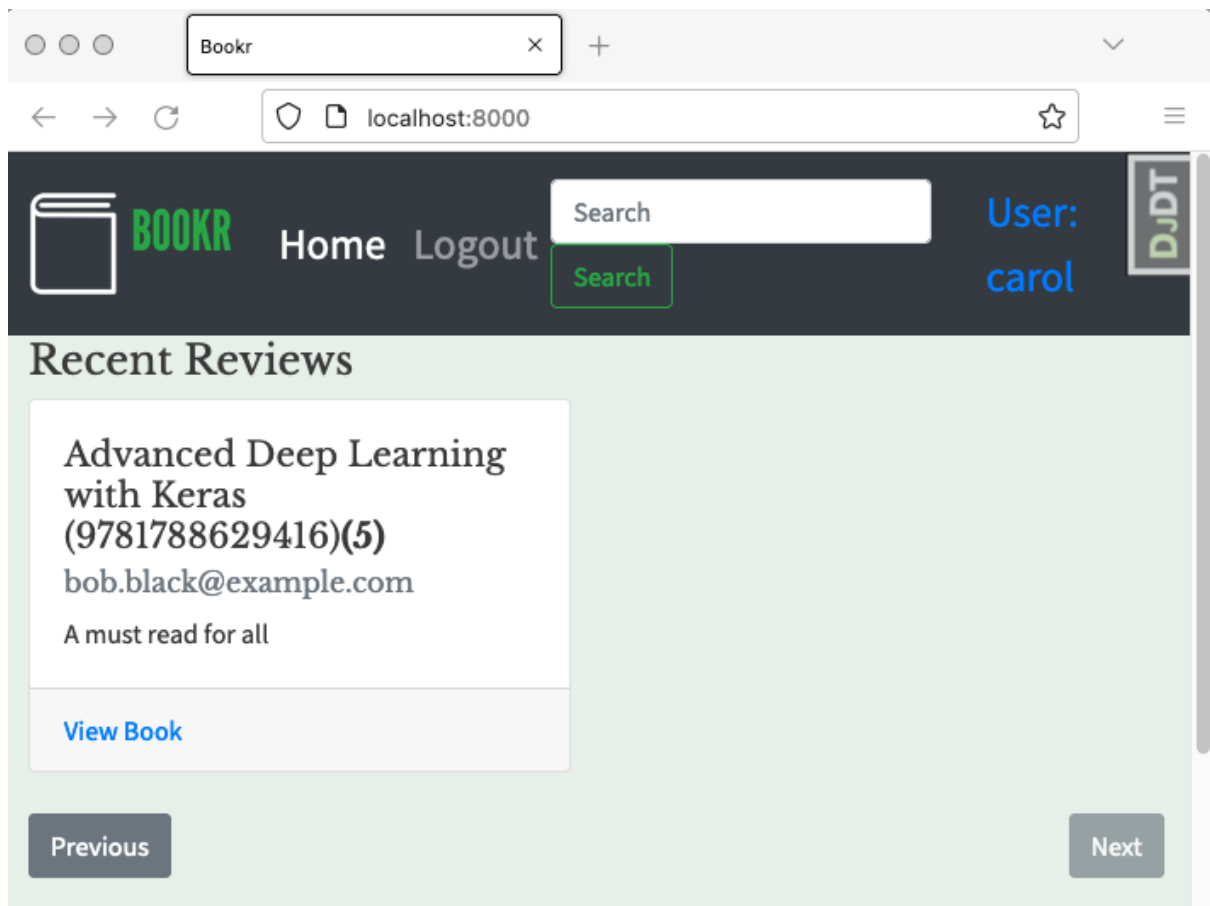 Bookr
localhost:8000
BOOKR
Home Logout
Search
Search
User:
carol
DJDT
Recent Reviews
Advanced Deep Learning
with Keras
(9781788629416)(5)
bob.black@example.com
A must read for all
View Book
Previous
Next